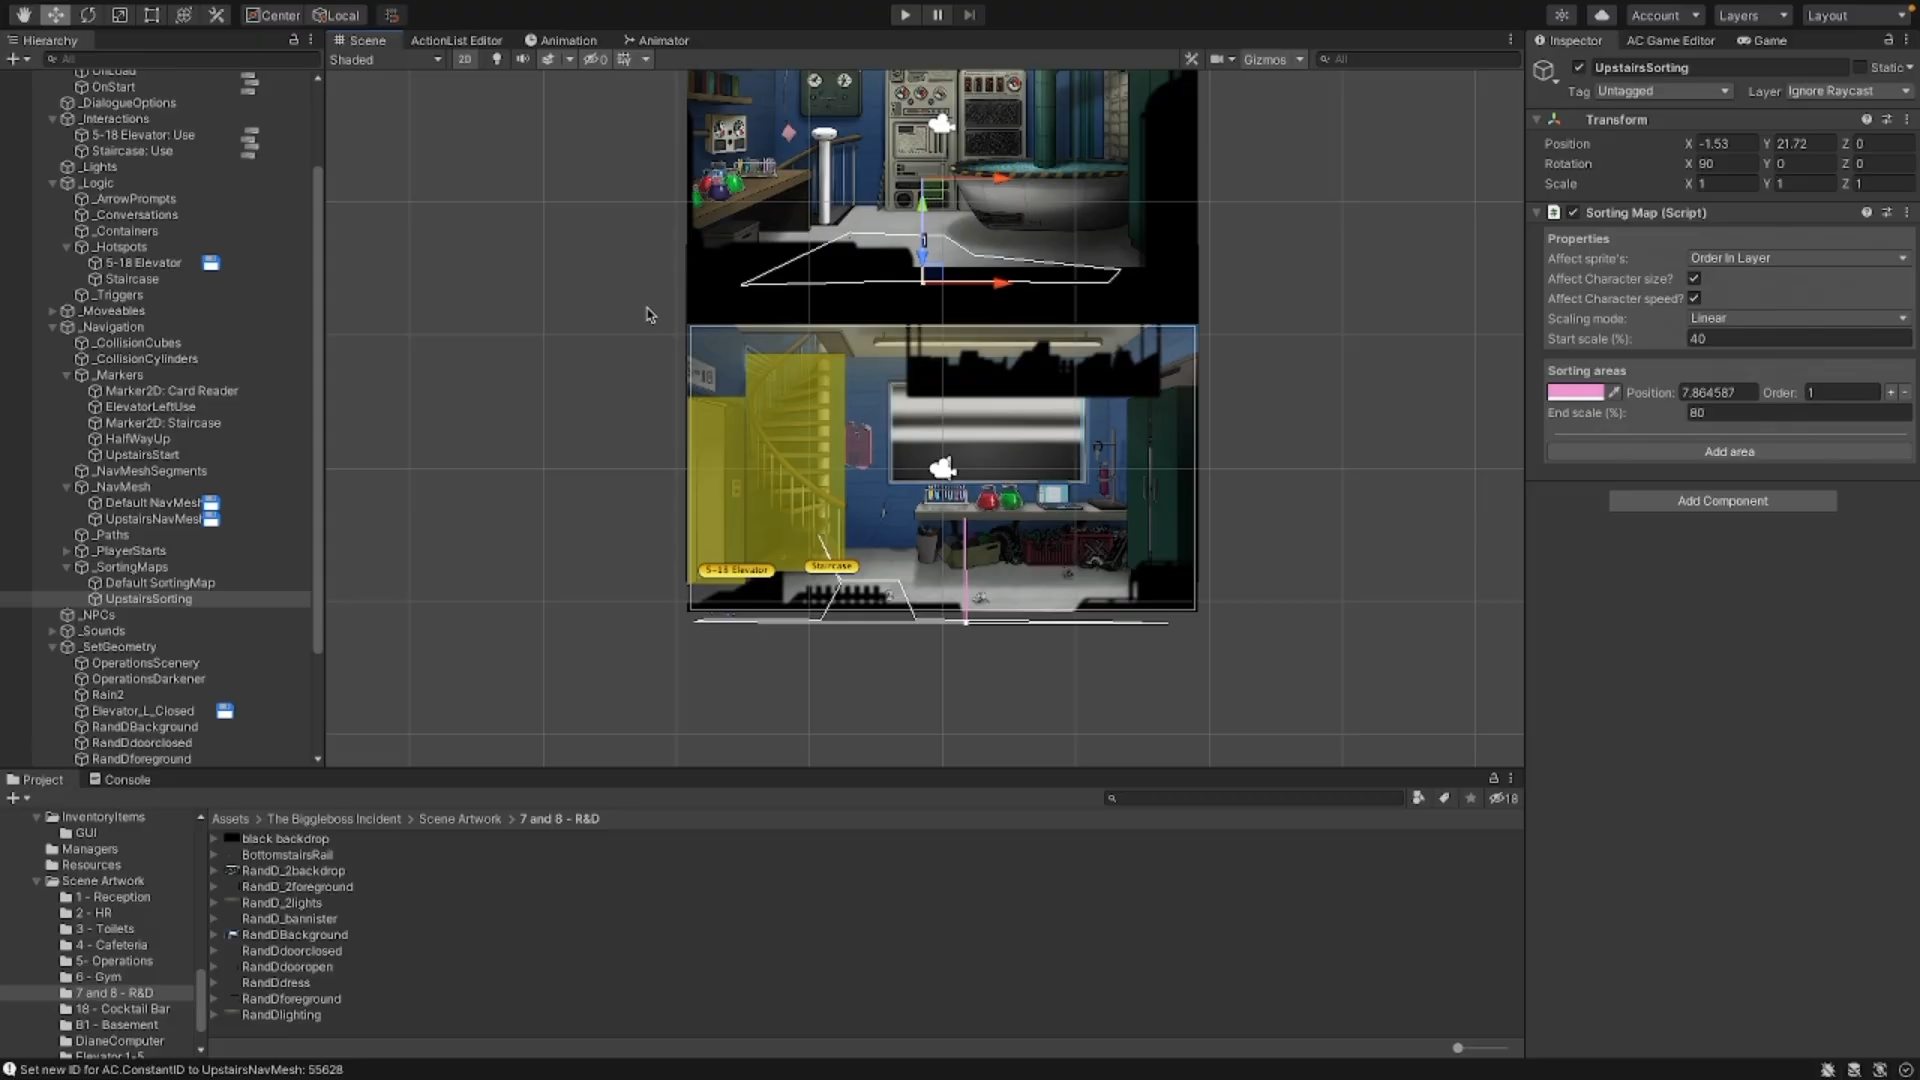 Center Local Account Layers Layout
Hierarchy Scene ActionList Editor Animation Animator Inspector AC Game Editor Game
All Shaded 2D 0 Gizmos All
OnLoad
OnStart
_DialogueOptions
_Interactions
5-18 Elevator: Use
Staircase: Use
_Lights
_Logic
_ArrowPrompts
_Conversations
_Containers
_Hotspots
5-18 Elevator
Staircase
_Triggers
_Moveables
_Navigation
_CollisionCubes
_CollisionCylinders
_Markers
Marker2D: Card Reader
ElevatorLeftUse
Marker2D: Staircase
HalfWayUp
UpstairsStart
_NavMeshSegments
_NavMesh
Default NavMesh
UpstairsNavMesh
_Paths
_PlayerStarts
_SortingMaps
Default SortingMap
UpstairsSorting
_NPCs
_Sounds
_SetGeometry
OperationsScenery
OperationsDarkener
Rain2
Elevator_L_Closed
RandDBackground
RandDdoorclosed
RandDforeground
5-18 Elevator
Staircase
UpstairsSorting Static
Tag Untagged Layer Ignore Raycast
Transform
Position X -1.53 Y 21.72 Z 0
Rotation X 90 Y 0 Z 0
Scale X 1 Y 1 Z 1
Sorting Map (Script)
Properties
Affect sprite's: Order In Layer
Affect Character size?
Affect Character speed?
Scaling mode: Linear
Start scale (%): 40
Sorting areas
Position: 7.864587 Order: 1 + -
End scale (%): 80
Add area
Add Component
Project Console
18
InventoryItems
GUI
Managers
Resources
Scene Artwork
1 - Reception
2 - HR
3 - Toilets
4 - Cafeteria
5- Operations
6 - Gym
7 and 8 - R&D
18 - Cocktail Bar
B1 - Basement
DianeComputer
Elevator 1-5
Assets > The Biggleboss Incident > Scene Artwork > 7 and 8 - R&D
black backdrop
BottomstairsRail
RandD_2backdrop
RandD_2foreground
RandD_2lights
RandD_bannister
RandDBackground
RandDdoorclosed
RandDdooropen
RandDdress
RandDforeground
RandDlighting
Set new ID for AC.ConstantID to UpstairsNavMesh: 55628